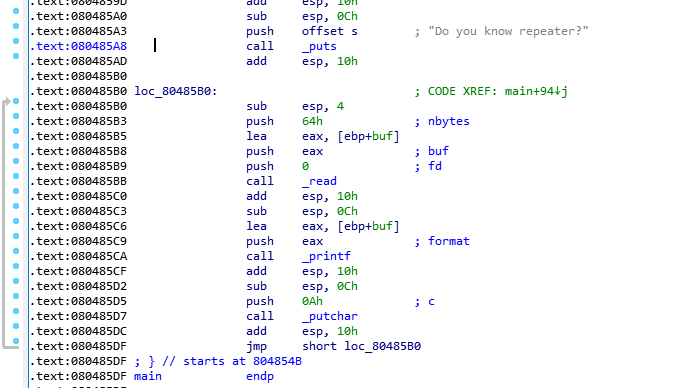 .text:0804859D add esp, 10h
.text:080485A0 sub esp, 0Ch
.text:080485A3 push offset s ; "Do you know repeater?"
.text:080485A8 call _puts
.text:080485AD add esp, 10h
.text:080485B0
.text:080485B0 loc_80485B0: ; CODE XREF: main+94↓j
.text:080485B0 sub esp, 4
.text:080485B3 push 64h ; nbytes
.text:080485B5 lea eax, [ebp+buf]
.text:080485B8 push eax ; buf
.text:080485B9 push 0 ; fd
.text:080485BB call _read
.text:080485C0 add esp, 10h
.text:080485C3 sub esp, 0Ch
.text:080485C6 lea eax, [ebp+buf]
.text:080485C9 push eax ; format
.text:080485CA call _printf
.text:080485CF add esp, 10h
.text:080485D2 sub esp, 0Ch
.text:080485D5 push 0Ah ; c
.text:080485D7 call _putchar
.text:080485DC add esp, 10h
.text:080485DF jmp short loc_80485B0
.text:080485DF ; } // starts at 804854B
.text:080485DF main endp